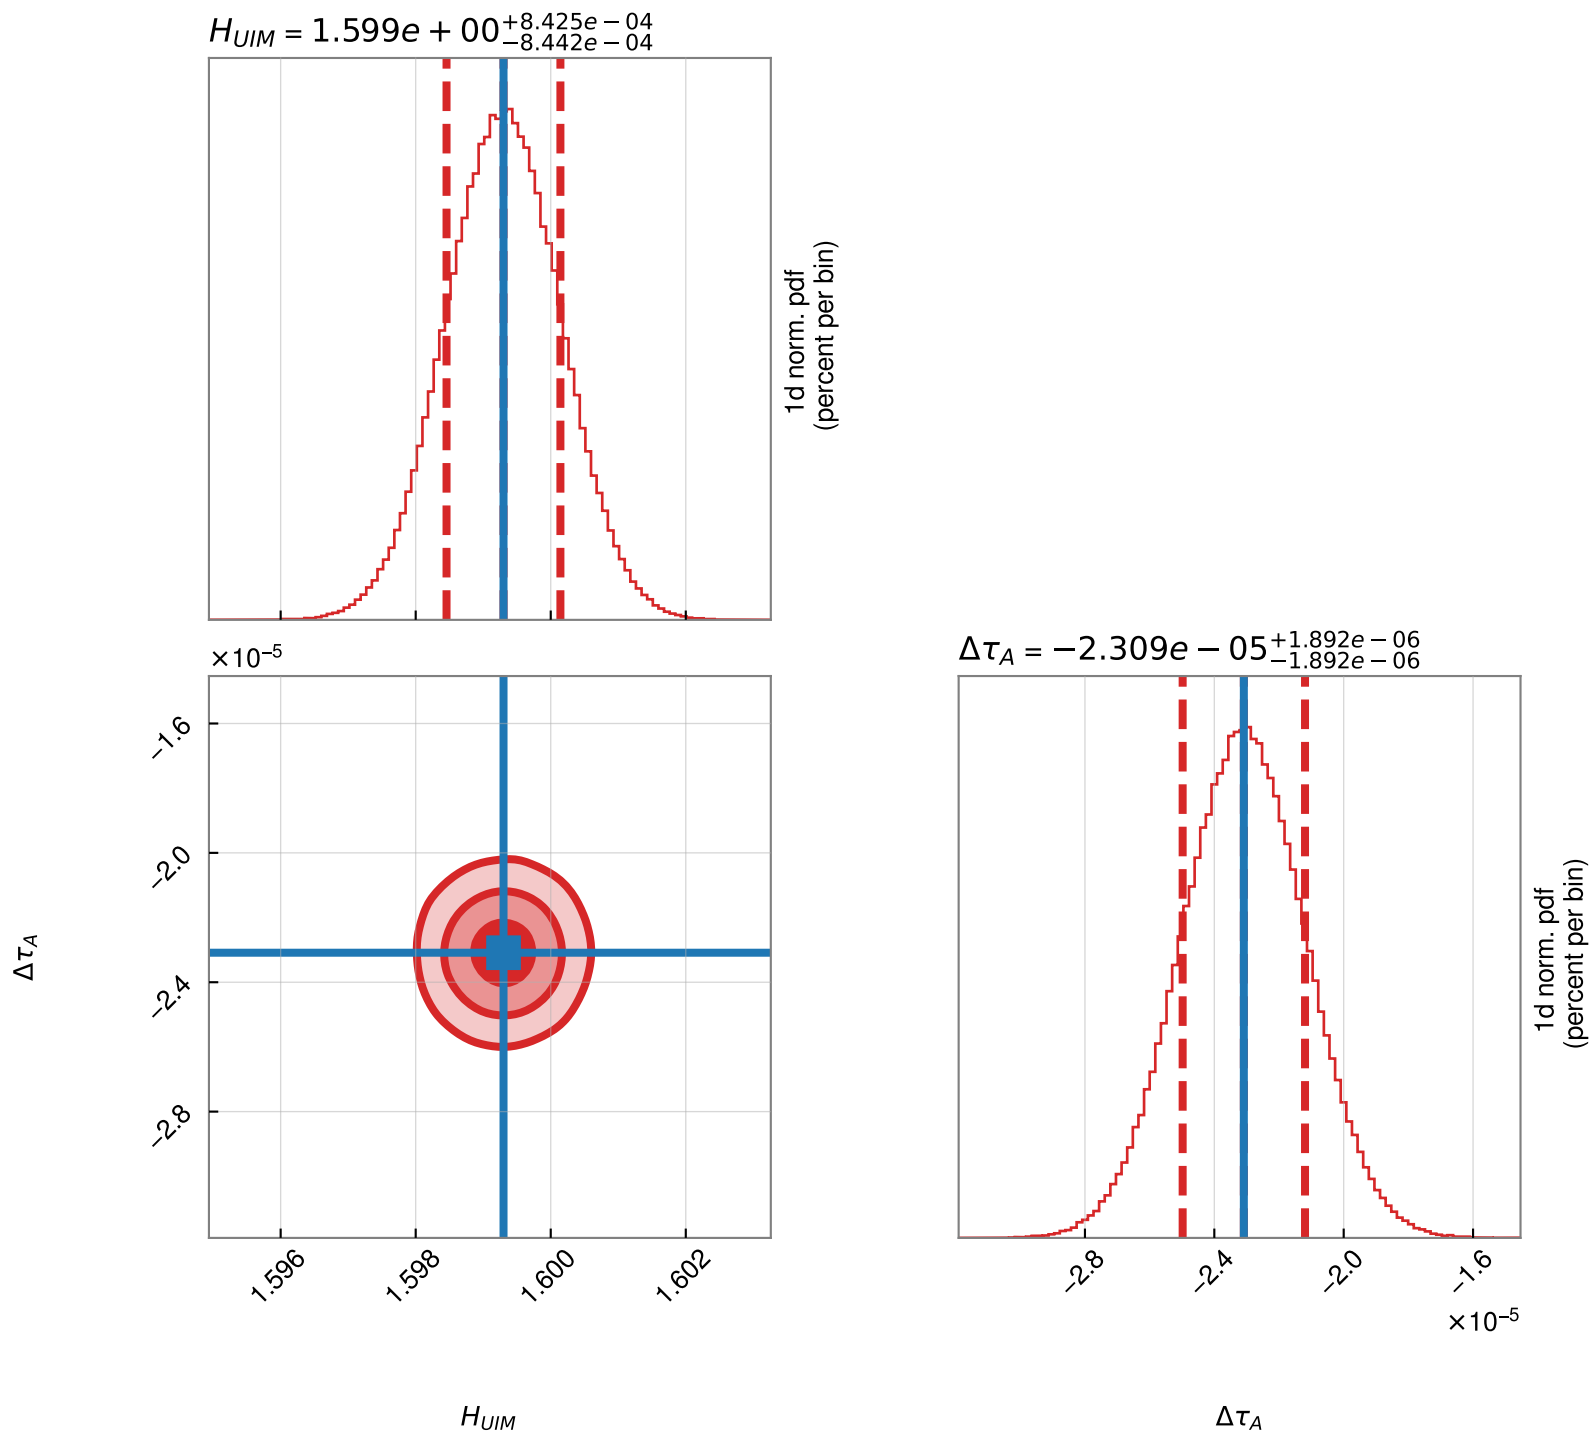 H_UIM = 1.599e + 00 +8.425e − 04 −8.442e − 04
1d norm. pdf
(percent per bin)
×10⁻⁵
−1.6
−2.0
−2.4
−2.8
Δτ_A
1.596
1.598
1.600
1.602
H_UIM
Δτ_A = −2.309e − 05 +1.892e − 06 −1.892e − 06
1d norm. pdf
(percent per bin)
−2.8
−2.4
−2.0
−1.6
×10⁻⁵
Δτ_A